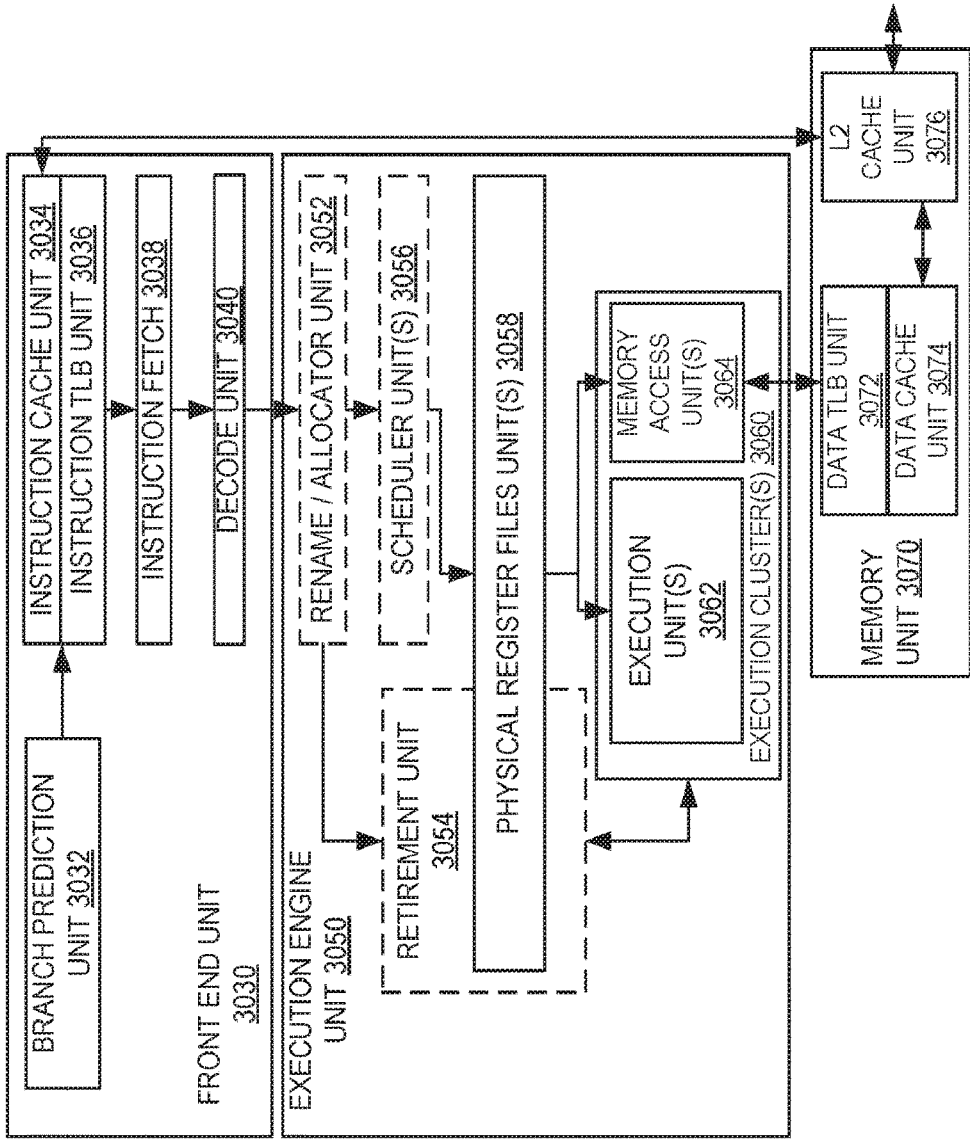 BRANCH PREDICTION
UNIT 3032
INSTRUCTION CACHE UNIT 3034
INSTRUCTION TLB UNIT 3036
INSTRUCTION FETCH 3038
DECODE UNIT 3040
FRONT END UNIT
3030
EXECUTION ENGINE
UNIT 3050
RENAME / ALLOCATOR UNIT 3052
SCHEDULER UNIT(S) 3056
RETIREMENT UNIT
3054
PHYSICAL REGISTER FILES UNIT(S) 3058
EXECUTION
UNIT(S)
3062
MEMORY
ACCESS
UNIT(S)
3064
EXECUTION CLUSTER(S) 3060
MEMORY
UNIT 3070
DATA TLB UNIT
3072
DATA CACHE
UNIT 3074
L2
CACHE
UNIT
3076